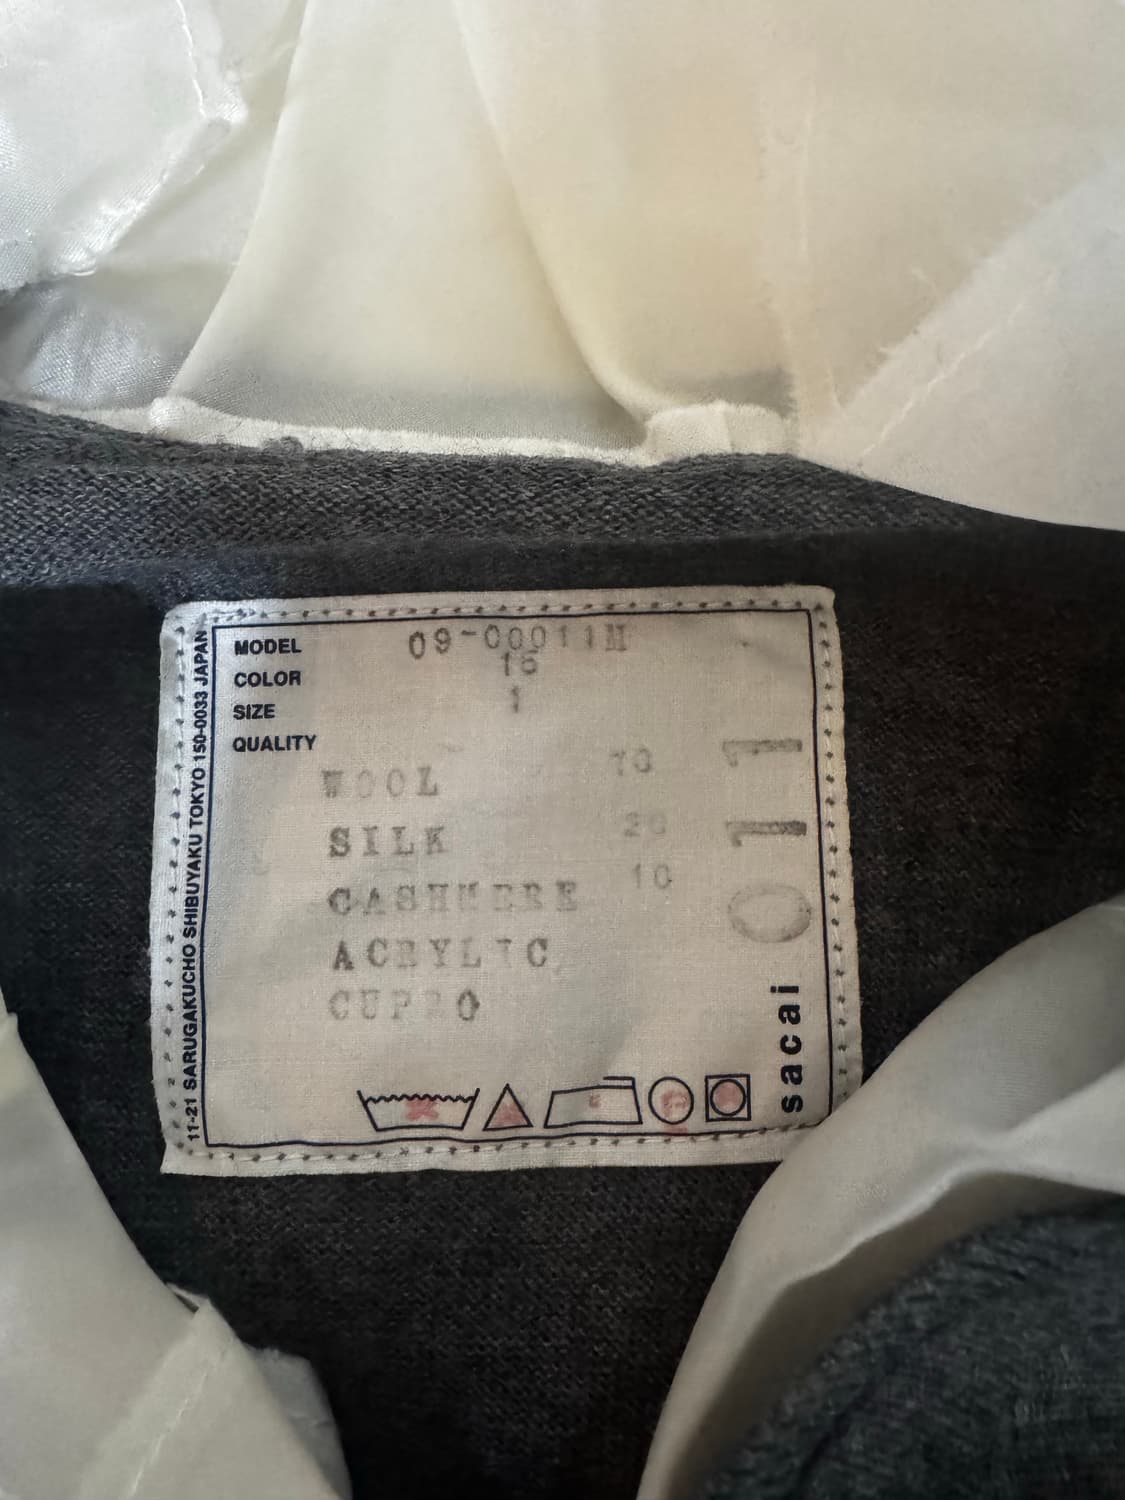 MODEL 09-00011M
COLOR 16
SIZE 1
QUALITY
WOOL 70
SILK 20
CASHMERE 10
ACRYLIC
CUPRO
011
sacai
11-21 SARUGAKUCHO SHIBUYAKU TOKYO 150-0033 JAPAN